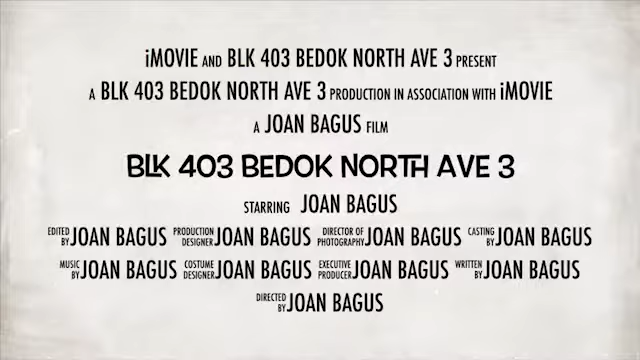 iMOVIE AND BLK 403 BEDOK NORTH AVE 3 PRESENT
A BLK 403 BEDOK NORTH AVE 3 PRODUCTION IN ASSOCIATION WITH iMOVIE
A JOAN BAGUS FILM
BLK 403 BEDOK NORTH AVE 3
STARRING JOAN BAGUS
EDITED BY JOAN BAGUS PRODUCTION DESIGNER JOAN BAGUS DIRECTOR OF PHOTOGRAPHY JOAN BAGUS CASTING BY JOAN BAGUS
MUSIC BY JOAN BAGUS COSTUME DESIGNER JOAN BAGUS EXECUTIVE PRODUCER JOAN BAGUS WRITTEN BY JOAN BAGUS
DIRECTED BY JOAN BAGUS